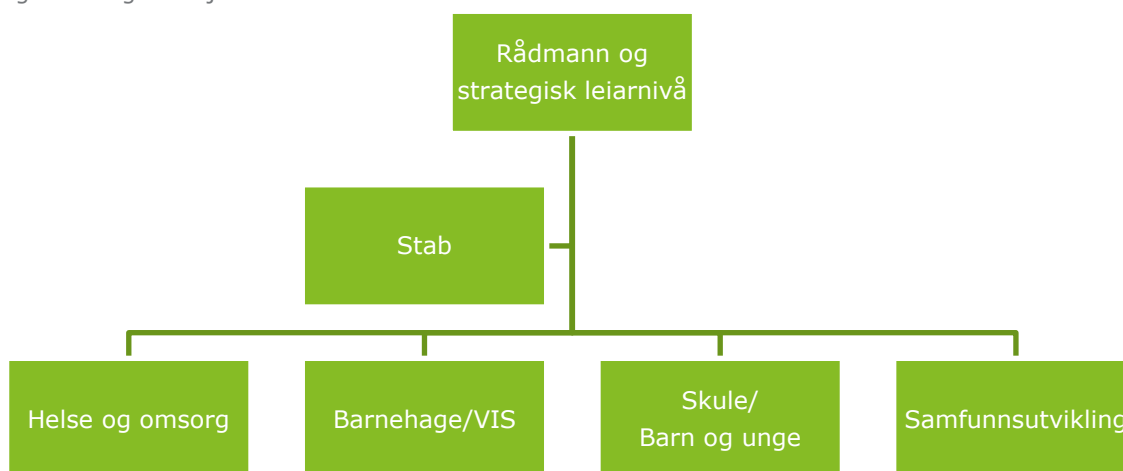 Rådmann og
strategisk leiarnivå
Stab
Helse og omsorg
Barnehage/VIS
Skule/
Barn og unge
Samfunnsutvikling